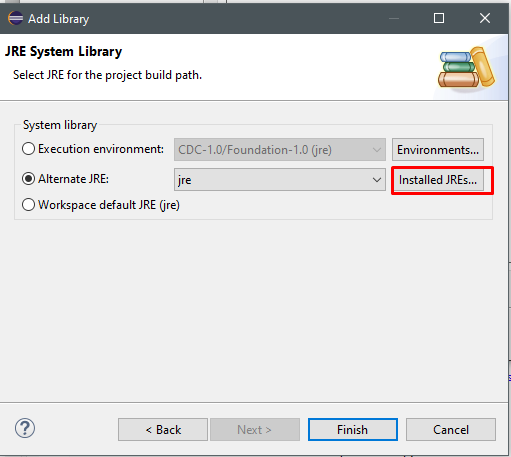 Add Library
JRE System Library
Select JRE for the project build path.
System library
Execution environment: CDC-1.0/Foundation-1.0 (jre) Environments...
Alternate JRE: jre Installed JREs...
Workspace default JRE (jre)
? < Back Next > Finish Cancel